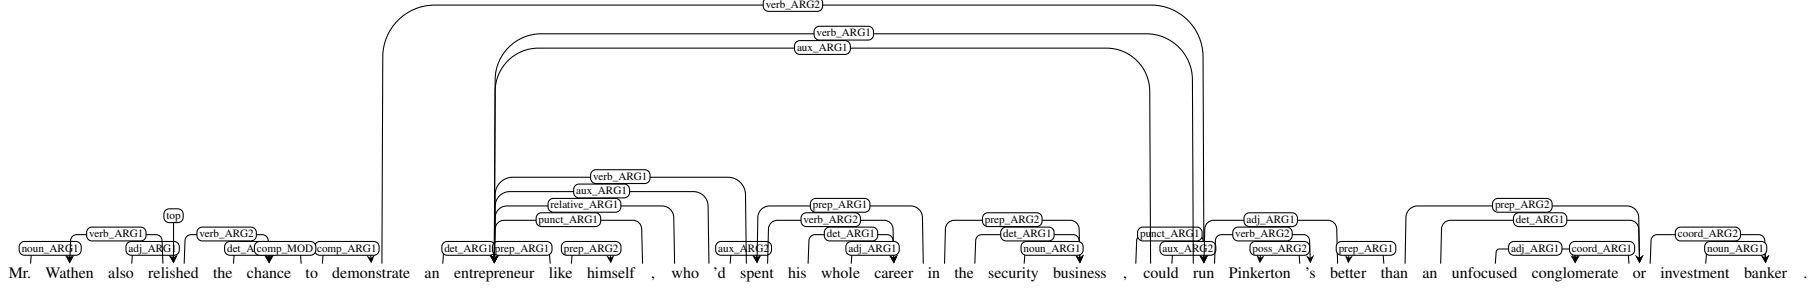 verb_ARG2
verb_ARG1
aux_ARG1
verb_ARG1
aux_ARG1
relative_ARG1 prep_ARG1 prep_ARG2
top punct_ARG1 verb_ARG2 prep_ARG2 adj_ARG1 det_ARG1
verb_ARG1 verb_ARG2 det_ARG1 det_ARG1 punct_ARG1 verb_ARG2 coord_ARG2
noun_ARG1 adj_ARG1 comp_MOD comp_ARG1 det_ARG1 prep_ARG1 prep_ARG2 aux_ARG2 adj_ARG1 noun_ARG1 aux_ARG2 poss_ARG2 prep_ARG1 adj_ARG1 coord_ARG1 noun_ARG1
Mr. Wathen also relished the chance to demonstrate an entrepreneur like himself , who 'd spent his whole career in the security business , could run Pinkerton 's better than an unfocused conglomerate or investment banker .